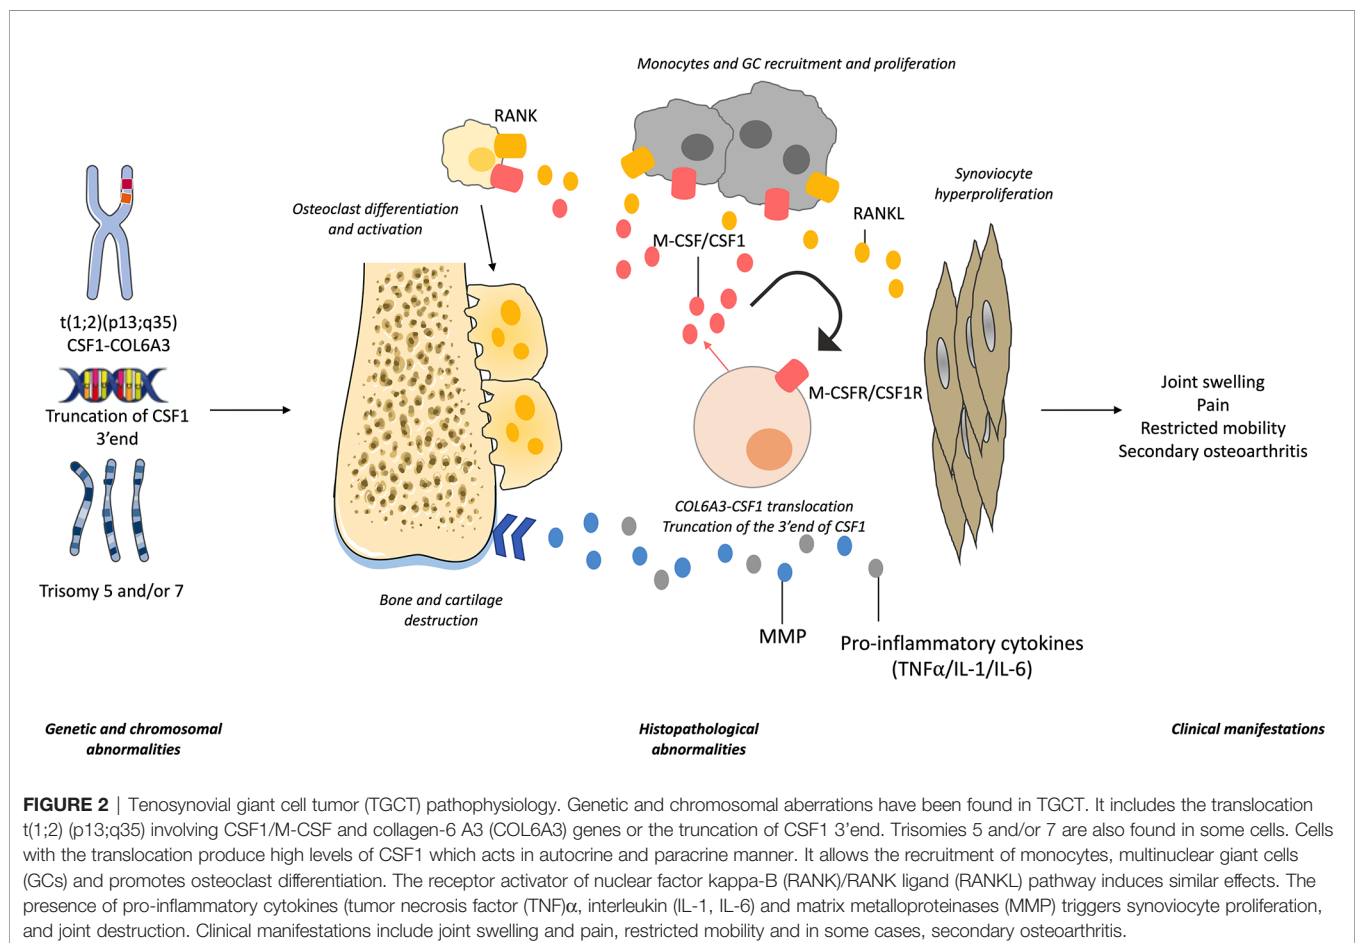 Monocytes and GC recruitment and proliferation
RANK
Synoviocyte
hyperproliferation
Osteoclast differentiation
and activation
RANKL
M-CSF/CSF1
t(1;2)(p13;q35)
CSF1-COL6A3
Truncation of CSF1
3’end
M-CSFR/CSF1R
Joint swelling
Pain
Restricted mobility
Secondary osteoarthritis
COL6A3-CSF1 translocation
Truncation of the 3’end of CSF1
Trisomy 5 and/or 7
Bone and cartilage
destruction
MMP
Pro-inflammatory cytokines
(TNFα/IL-1/IL-6)
Genetic and chromosomal
abnormalities
Histopathological
abnormalities
Clinical manifestations
FIGURE 2 | Tenosynovial giant cell tumor (TGCT) pathophysiology. Genetic and chromosomal aberrations have been found in TGCT. It includes the translocation
t(1;2) (p13;q35) involving CSF1/M-CSF and collagen-6 A3 (COL6A3) genes or the truncation of CSF1 3’end. Trisomies 5 and/or 7 are also found in some cells. Cells
with the translocation produce high levels of CSF1 which acts in autocrine and paracrine manner. It allows the recruitment of monocytes, multinuclear giant cells
(GCs) and promotes osteoclast differentiation. The receptor activator of nuclear factor kappa-B (RANK)/RANK ligand (RANKL) pathway induces similar effects. The
presence of pro-inflammatory cytokines (tumor necrosis factor (TNF)α, interleukin (IL-1, IL-6) and matrix metalloproteinases (MMP) triggers synoviocyte proliferation,
and joint destruction. Clinical manifestations include joint swelling and pain, restricted mobility and in some cases, secondary osteoarthritis.